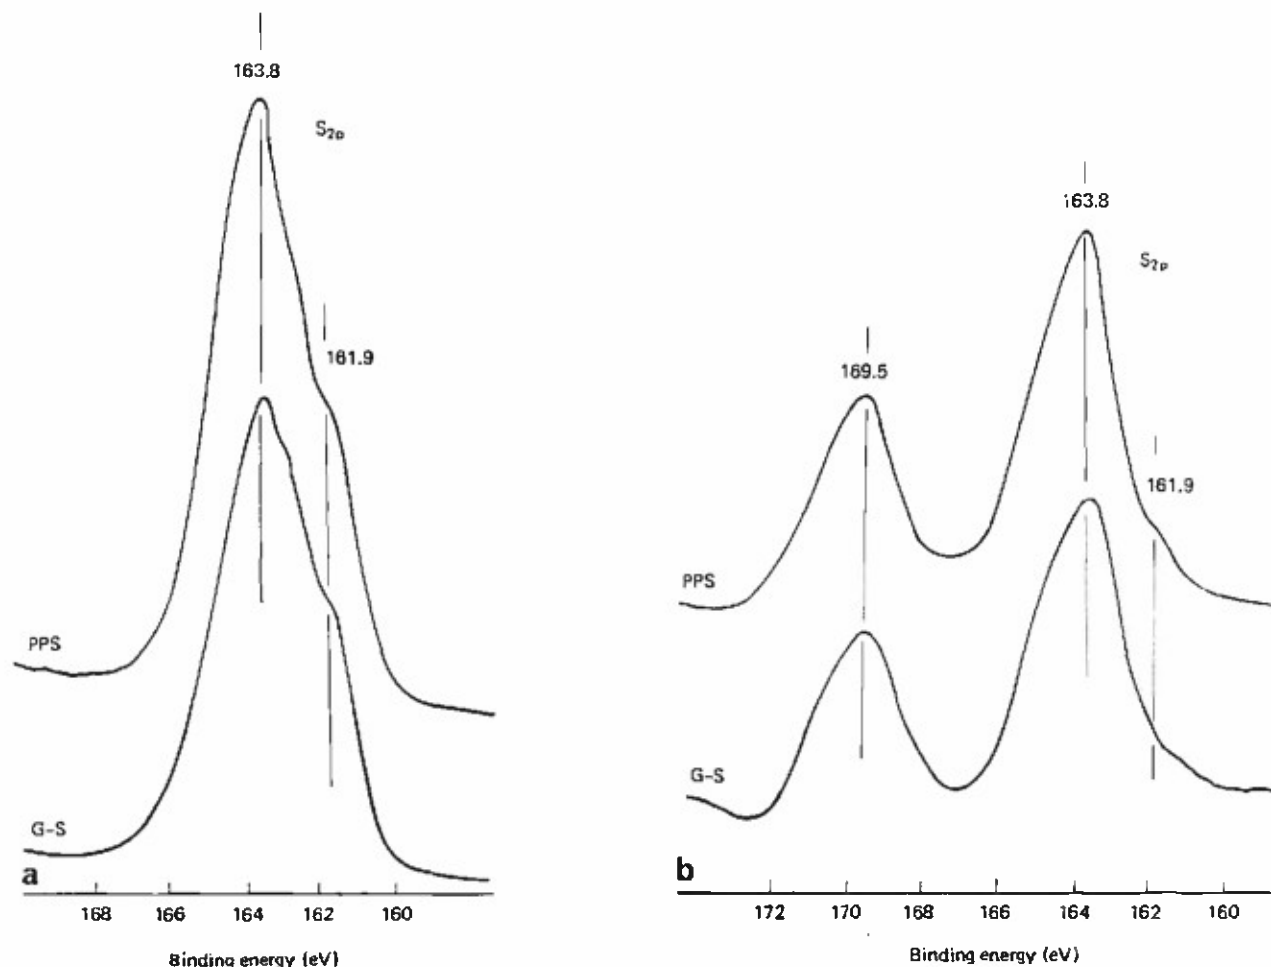 163.8
S2p
161.9
PPS
G-S
a
168 166 164 162 160
Binding energy (eV)
163.8
S2p
169.5
161.9
PPS
G-S
b
172 170 168 166 164 162 160
Binding energy (eV)